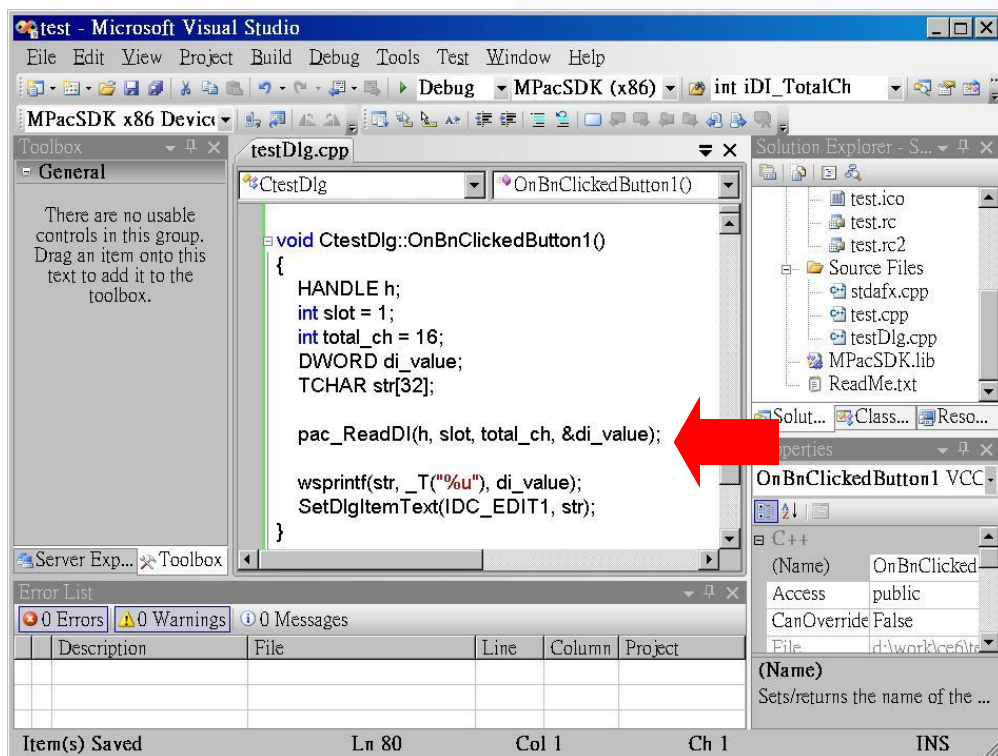 test - Microsoft Visual Studio
File Edit View Project Build Debug Tools Test Window Help
Debug MPacSDK (x86) int iDI_TotalCh
MPacSDK x86 Device
Toolbox
General
There are no usable
controls in this group.
Drag an item onto this
text to add it to the
toolbox.
Server Exp... Toolbox
testDlg.cpp
CtestDlg OnBnClickedButton1()
void CtestDlg::OnBnClickedButton1()
{
HANDLE h;
int slot = 1;
int total_ch = 16;
DWORD di_value;
TCHAR str[32];
pac_ReadDI(h, slot, total_ch, &di_value);
wsprintf(str, _T("%u"), di_value);
SetDlgItemText(IDC_EDIT1, str);
}
Solution Explorer - S...
test.ico
test.rc
test.rc2
Source Files
stdafx.cpp
test.cpp
testDlg.cpp
MPacSDK.lib
ReadMe.txt
Solut... Class... Reso...
Properties
OnBnClickedButton1 VCC
C++
(Name) OnBnClicked
Access public
CanOverride False
File d:\work\ce6\te
(Name)
Sets/returns the name of the ...
Error List
0 Errors 0 Warnings 0 Messages
Description File Line Column Project
Item(s) Saved Ln 80 Col 1 Ch 1 INS